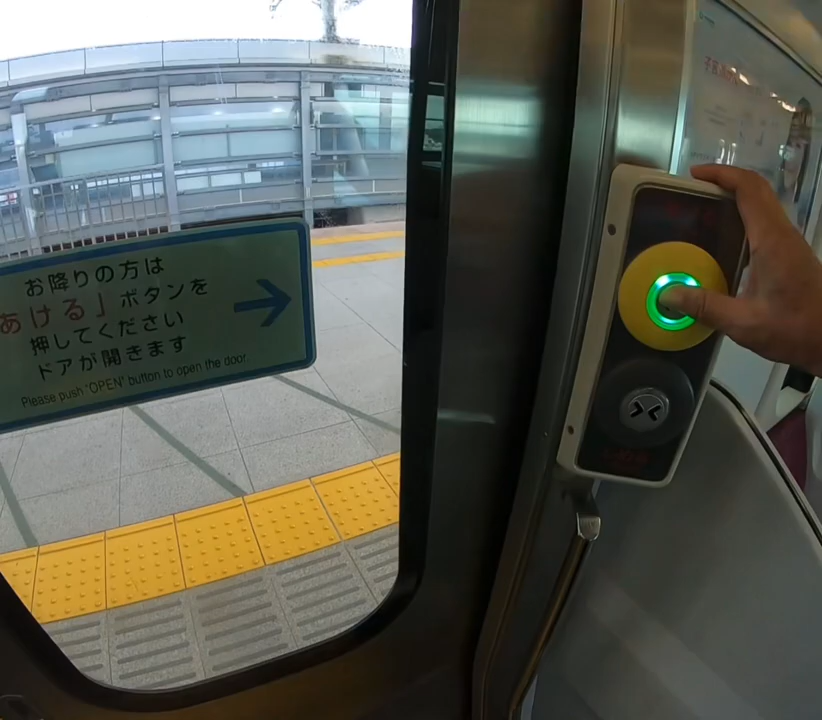 お降りの方は
あける」ボタンを
押してください
ドアが開きます
Please push "OPEN" button to open the door.